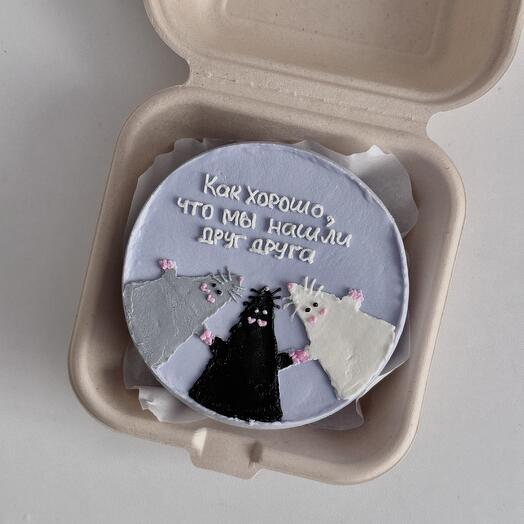 Как хорошо,
что мы нашли
друг друга